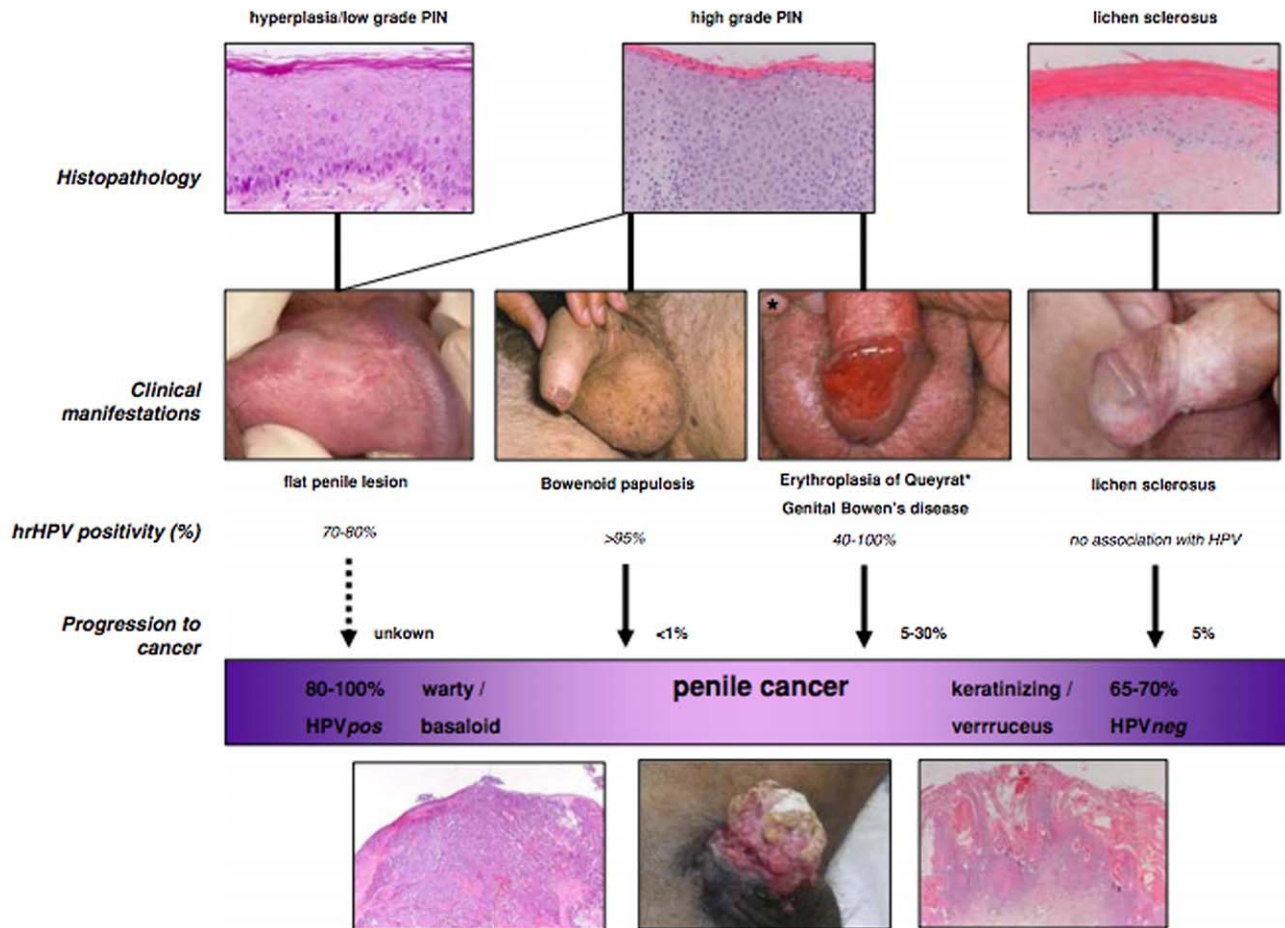 hyperplasia/low grade PIN
high grade PIN
lichen sclerosus
Histopathology
*
Clinical
manifestations
flat penile lesion
Bowenoid papulosis
Erythroplasia of Queyrat*
Genital Bowen's disease
lichen sclerosus
hrHPV positivity (%)
70-80%
>95%
40-100%
no association with HPV
Progression to
cancer
unkown
<1%
5-30%
5%
80-100%
HPVpos
warty /
basaloid
penile cancer
keratinizing /
verrruceus
65-70%
HPVneg